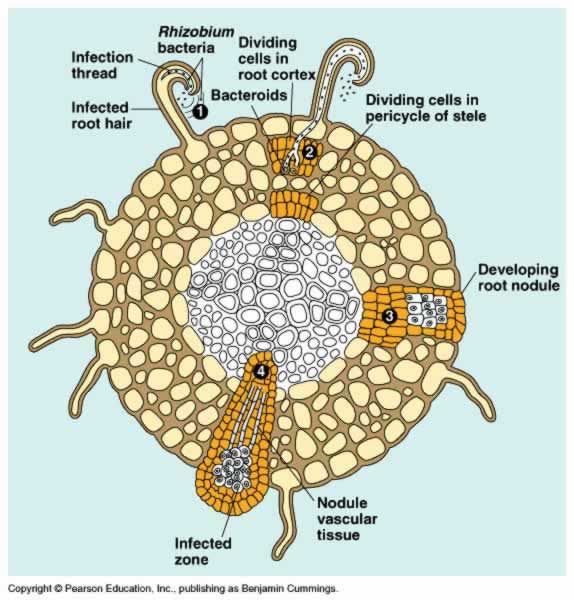 Rhizobium
bacteria
Infection
thread
Infected
root hair
1
Dividing
cells in
root cortex
Bacteroids
2
Dividing cells in
pericycle of stele
Developing
root nodule
3
4
Nodule
vascular
tissue
Infected
zone
Copyright © Pearson Education, Inc., publishing as Benjamin Cummings.